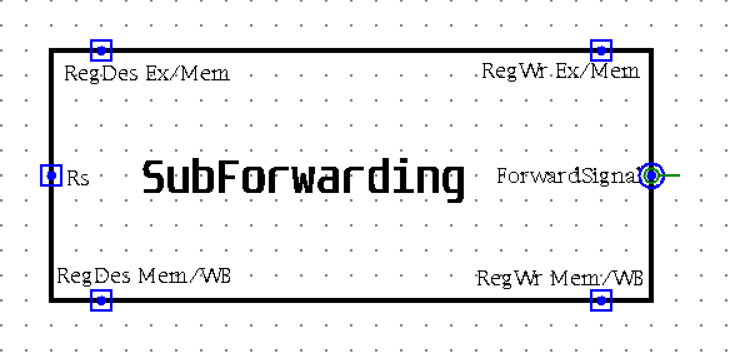 RegDes Ex/Mem
RegWr Ex/Mem
Rs
SubForwarding
ForwardSignal
RegDes Mem/WB
RegWr Mem/WB